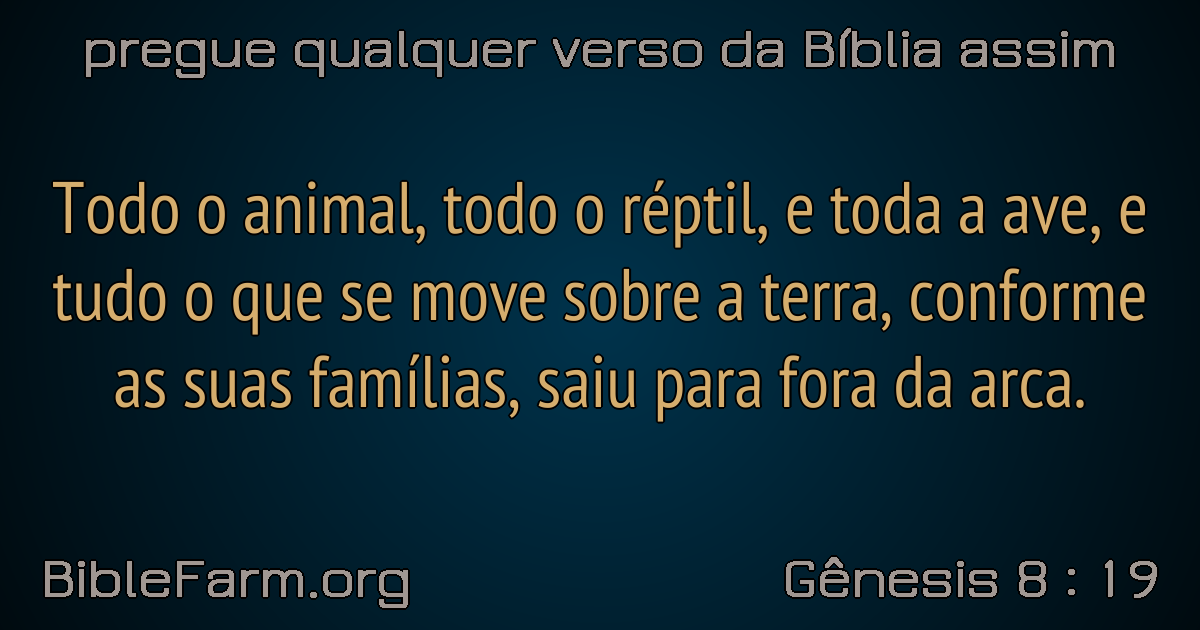 pregue qualquer verso da Bíblia assim
Todo o animal, todo o réptil, e toda a ave, e
tudo o que se move sobre a terra, conforme
as suas famílias, saiu para fora da arca.
BibleFarm.org
Gênesis 8 : 19